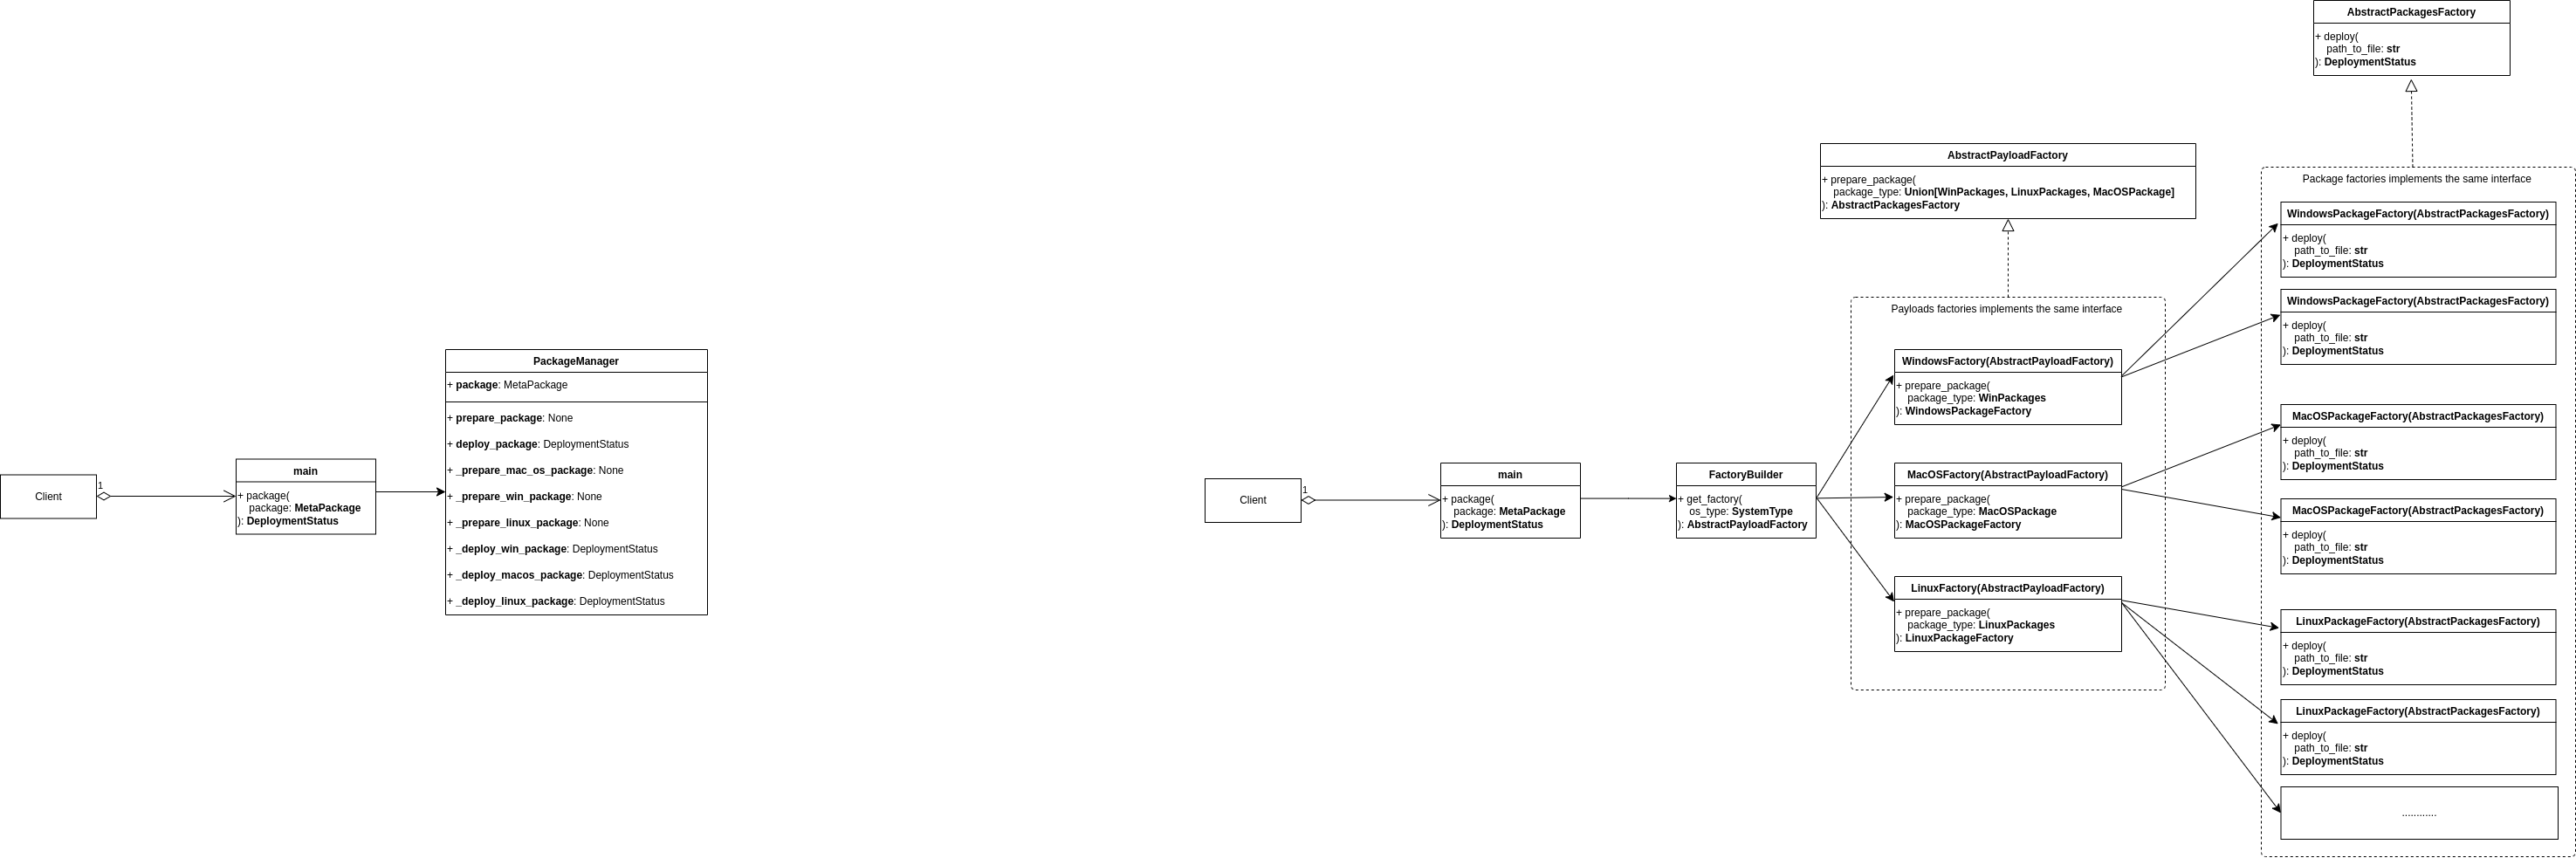 Client
1
main
+ package(
package: MetaPackage
): DeploymentStatus
PackageManager
+ package: MetaPackage
+ prepare_package: None
+ deploy_package: DeploymentStatus
+ _prepare_mac_os_package: None
+ _prepare_win_package: None
+ _prepare_linux_package: None
+ _deploy_win_package: DeploymentStatus
+ _deploy_macos_package: DeploymentStatus
+ _deploy_linux_package: DeploymentStatus
Client
1
main
+ package(
package: MetaPackage
): DeploymentStatus
FactoryBuilder
+ get_factory(
os_type: SystemType
): AbstractPayloadFactory
AbstractPayloadFactory
+ prepare_package(
package_type: Union[WinPackages, LinuxPackages, MacOSPackage]
): AbstractPackagesFactory
Payloads factories implements the same interface
WindowsFactory(AbstractPayloadFactory)
+ prepare_package(
package_type: WinPackages
): WindowsPackageFactory
MacOSFactory(AbstractPayloadFactory)
+ prepare_package(
package_type: MacOSPackage
): MacOSPackageFactory
LinuxFactory(AbstractPayloadFactory)
+ prepare_package(
package_type: LinuxPackages
): LinuxPackageFactory
AbstractPackagesFactory
+ deploy(
path_to_file: str
): DeploymentStatus
Package factories implements the same interface
WindowsPackageFactory(AbstractPackagesFactory)
+ deploy(
path_to_file: str
): DeploymentStatus
WindowsPackageFactory(AbstractPackagesFactory)
+ deploy(
path_to_file: str
): DeploymentStatus
MacOSPackageFactory(AbstractPackagesFactory)
+ deploy(
path_to_file: str
): DeploymentStatus
MacOSPackageFactory(AbstractPackagesFactory)
+ deploy(
path_to_file: str
): DeploymentStatus
LinuxPackageFactory(AbstractPackagesFactory)
+ deploy(
path_to_file: str
): DeploymentStatus
LinuxPackageFactory(AbstractPackagesFactory)
+ deploy(
path_to_file: str
): DeploymentStatus
............